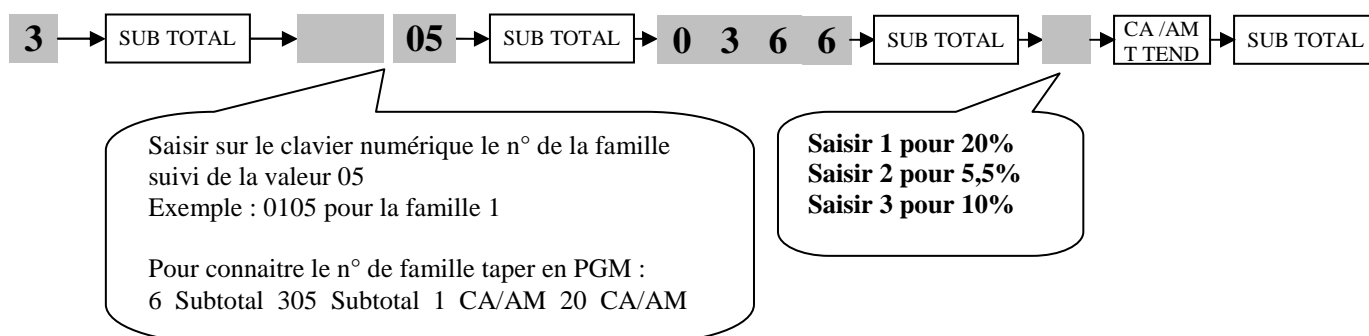 3 SUB TOTAL 05 SUB TOTAL 0 3 6 6 SUB TOTAL CA /AM T TEND SUB TOTAL
Saisir sur le clavier numérique le n° de la famille
suivi de la valeur 05
Exemple : 0105 pour la famille 1
Pour connaitre le n° de famille taper en PGM :
6 Subtotal 305 Subtotal 1 CA/AM 20 CA/AM
Saisir 1 pour 20%
Saisir 2 pour 5,5%
Saisir 3 pour 10%